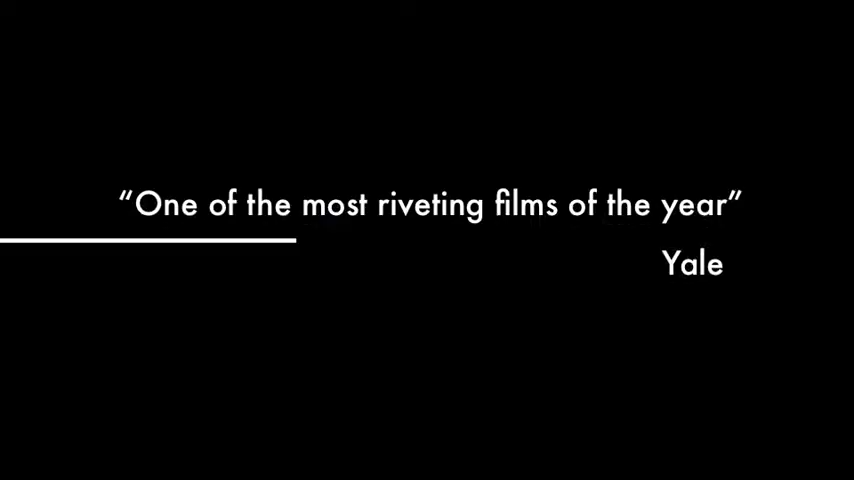 “One of the most riveting films of the year”
Yale